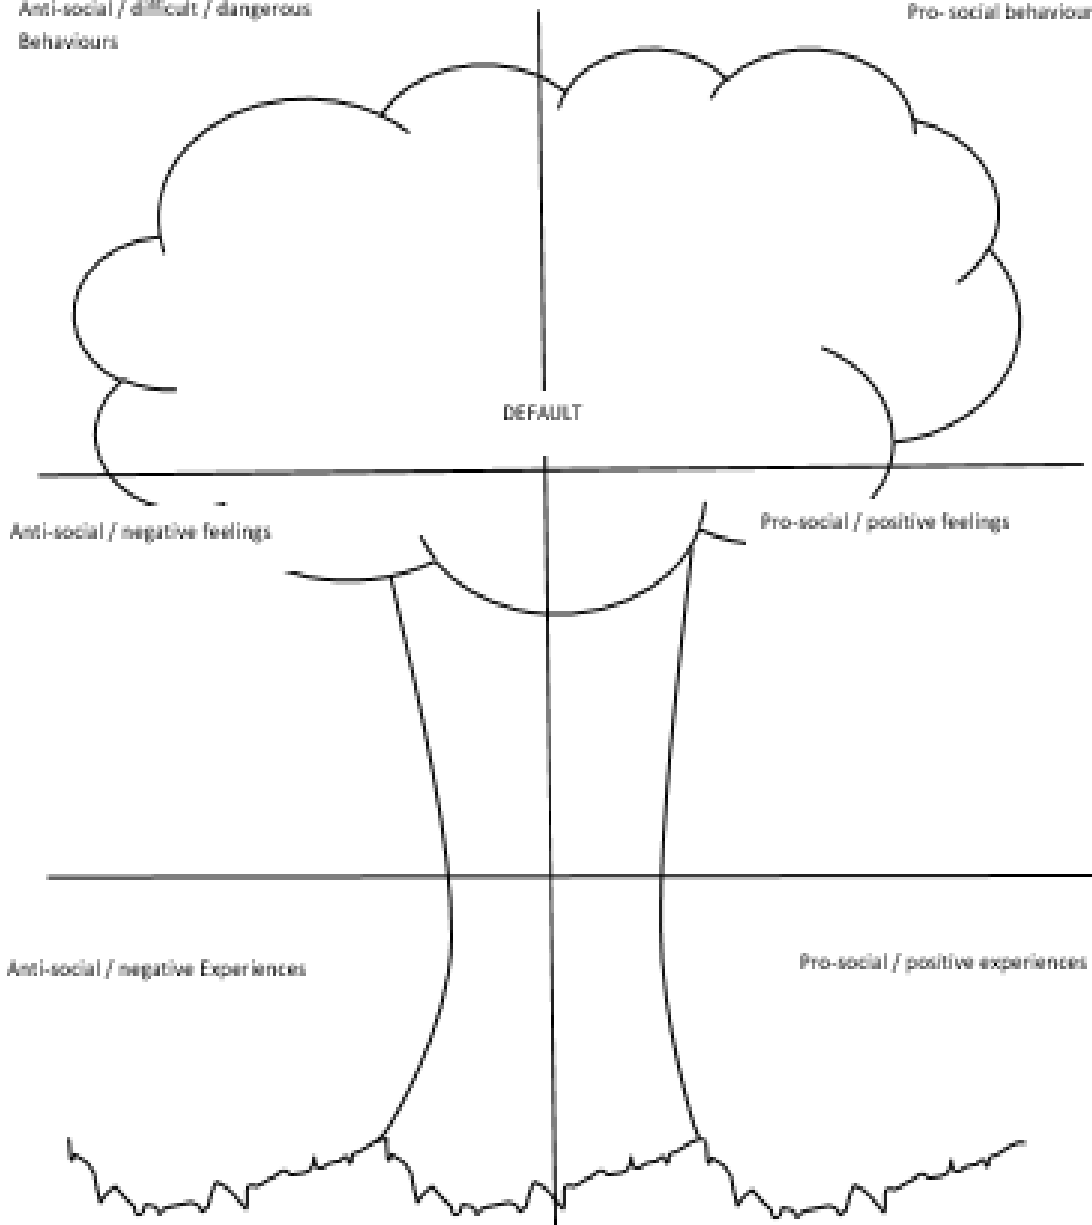 Anti-social / difficult / dangerous
Behaviours
Pro- social behaviour
DEFAULT
Anti-social / negative feelings
Pro-social / positive feelings
Anti-social / negative Experiences
Pro-social / positive experiences